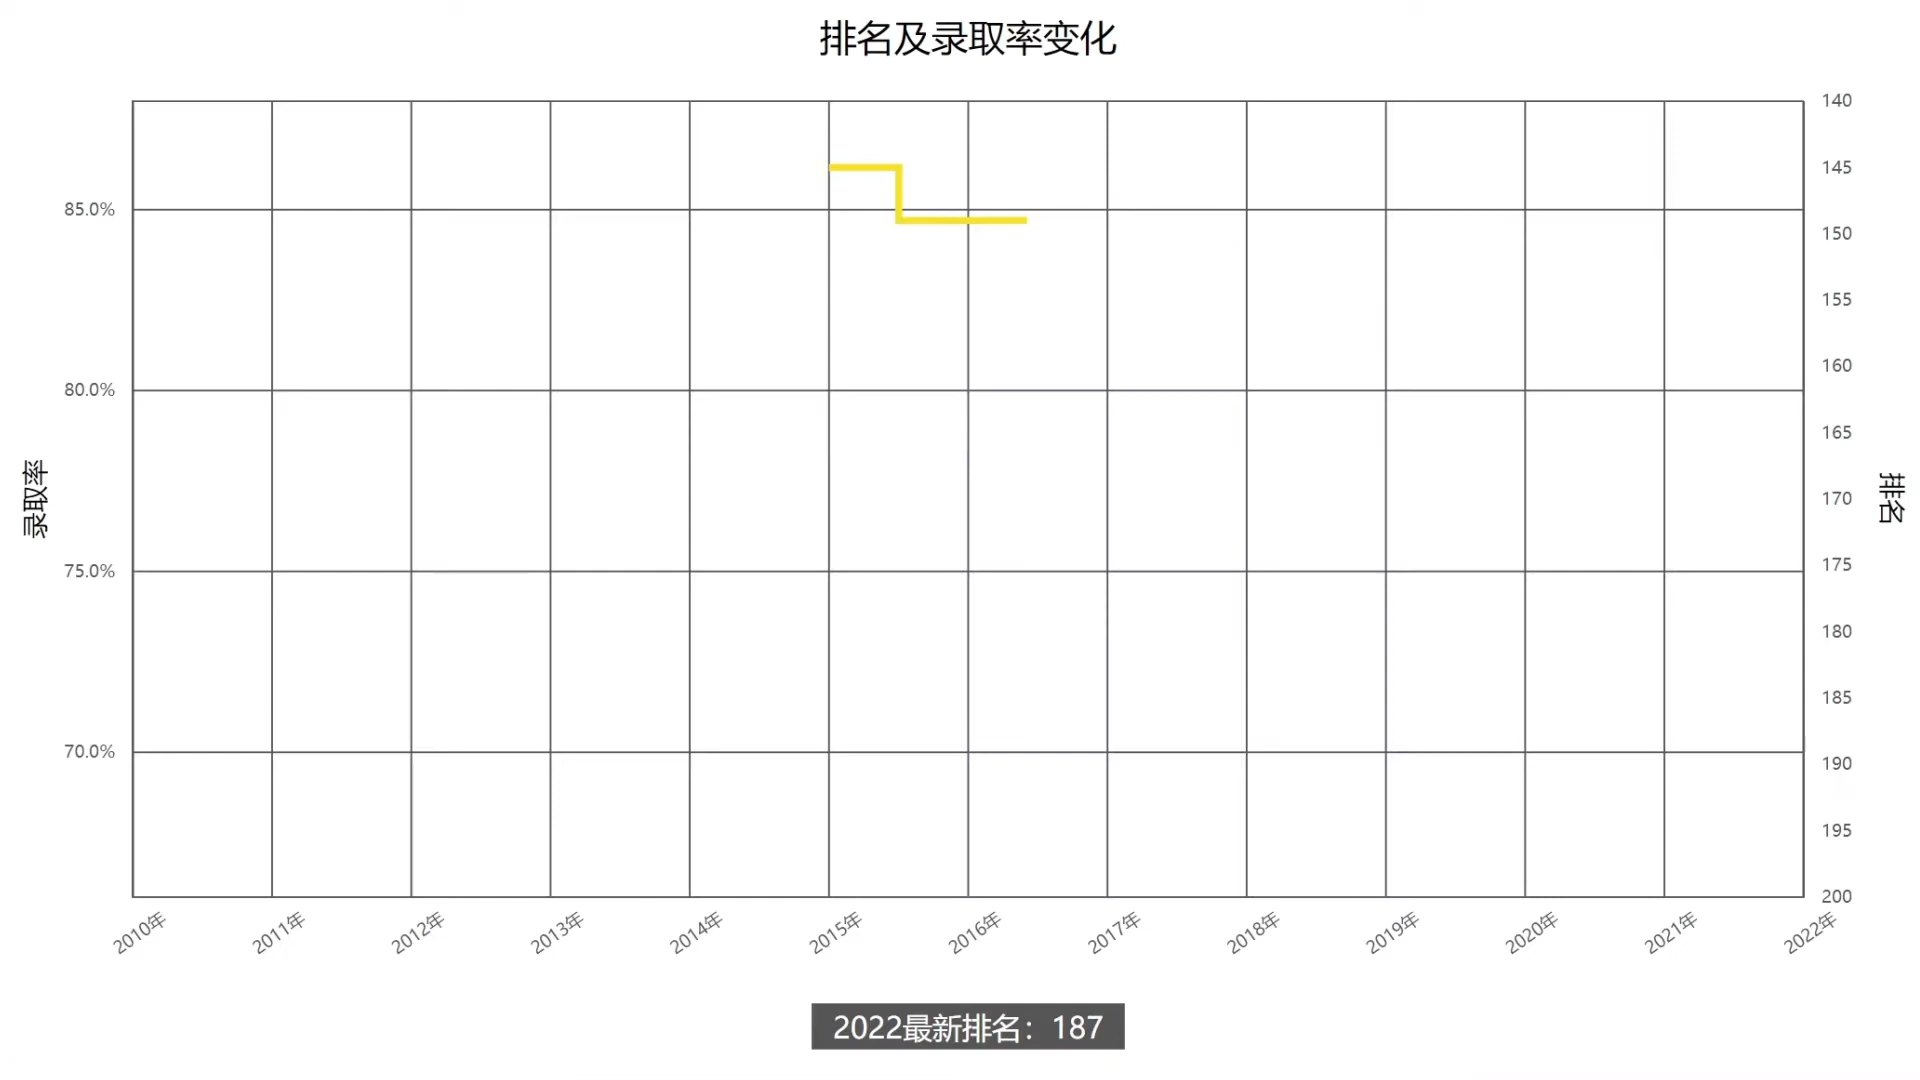 排名及录取率变化
录取率
85.0%
80.0%
75.0%
70.0%
140
145
150
155
160
165
170
175
180
185
190
195
200
排名
2010年
2011年
2012年
2013年
2014年
2015年
2016年
2017年
2018年
2019年
2020年
2021年
2022年
2022最新排名：187